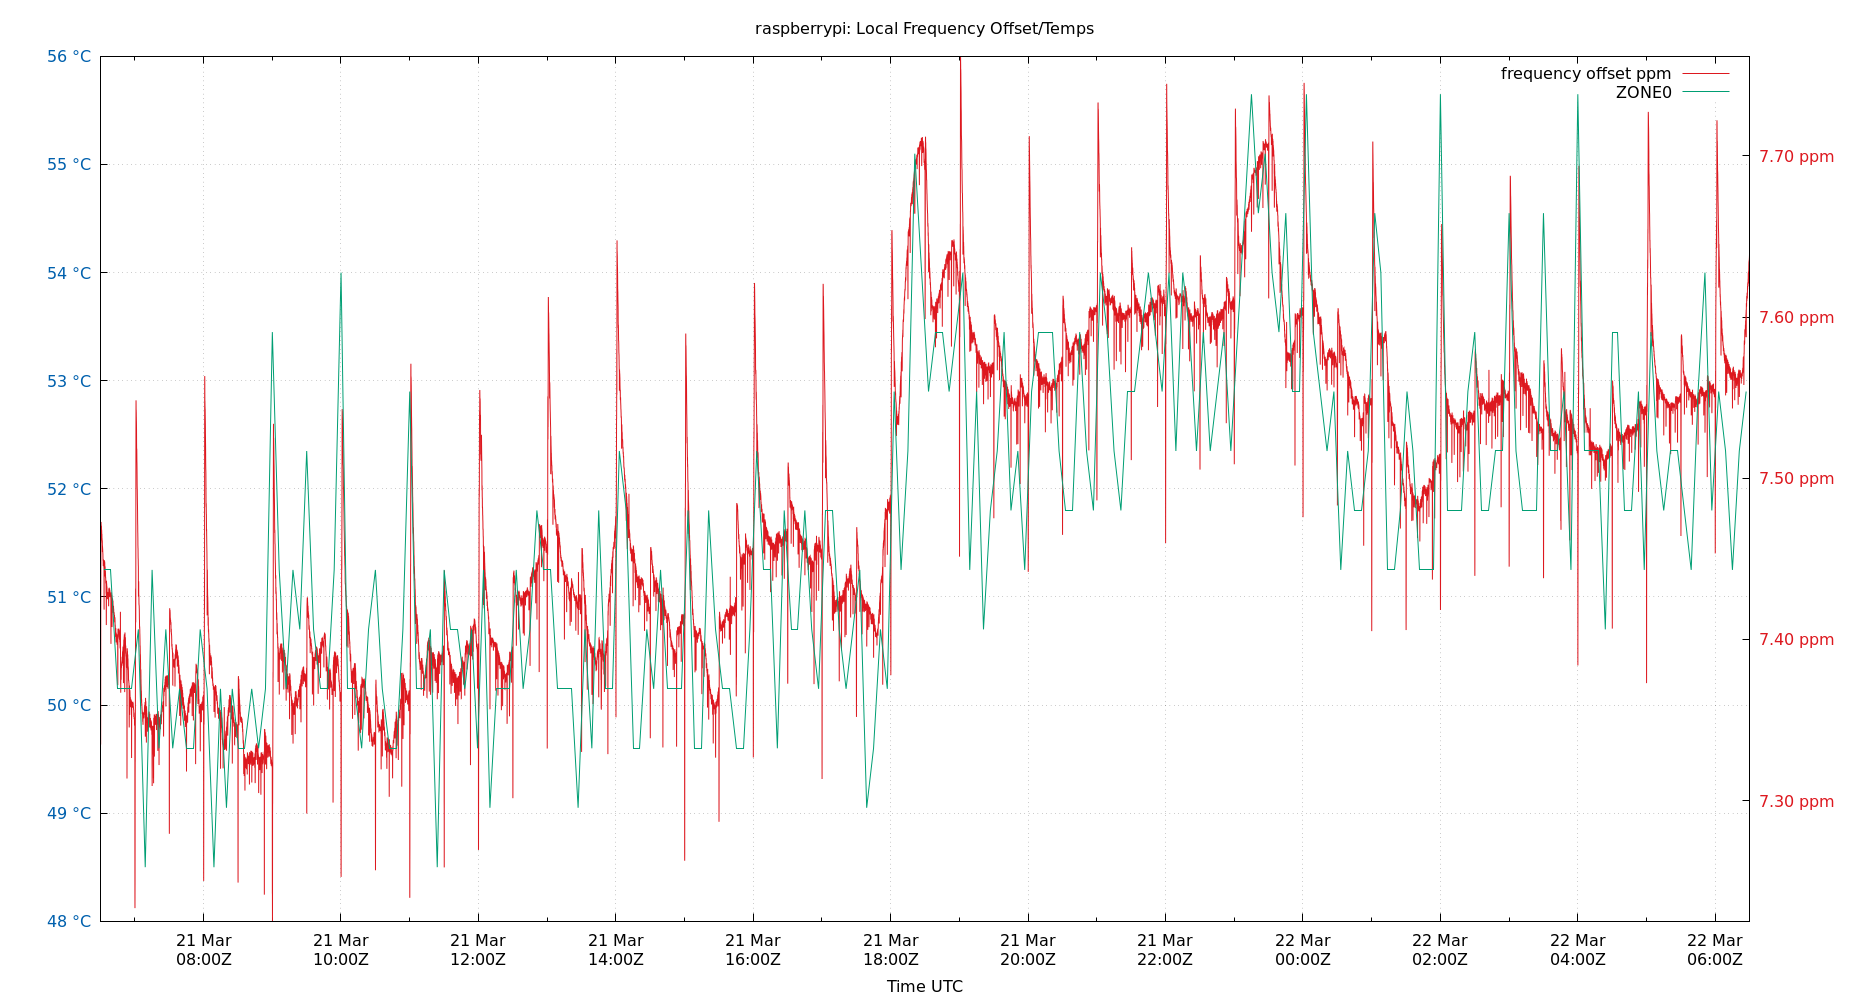 raspberrypi: Local Frequency Offset/Temps
56 °C
55 °C
54 °C
53 °C
52 °C
51 °C
50 °C
49 °C
48 °C
frequency offset ppm
ZONE0
7.70 ppm
7.60 ppm
7.50 ppm
7.40 ppm
7.30 ppm
21 Mar 21 Mar 21 Mar 21 Mar 21 Mar 21 Mar 21 Mar 21 Mar 22 Mar 22 Mar 22 Mar 22 Mar
08:00Z 10:00Z 12:00Z 14:00Z 16:00Z 18:00Z 20:00Z 22:00Z 00:00Z 02:00Z 04:00Z 06:00Z
Time UTC